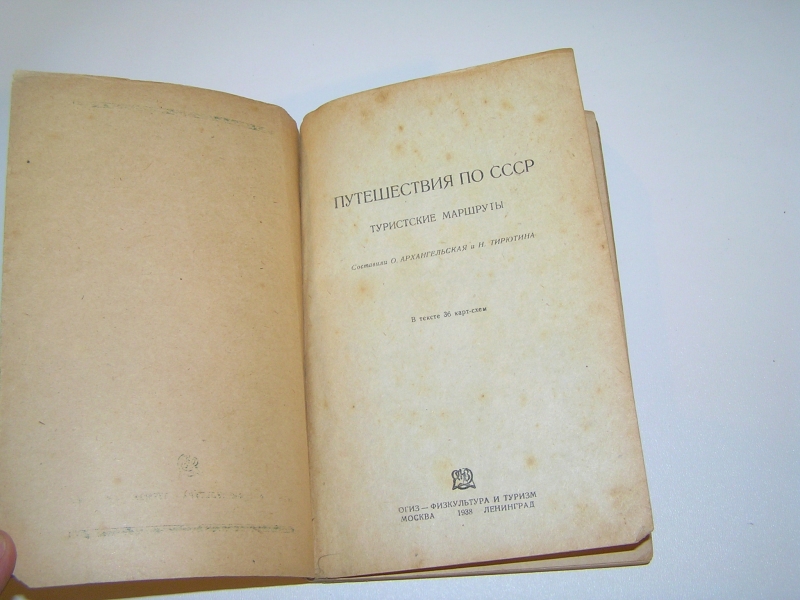 ПУТЕШЕСТВИЯ ПО СССР
ТУРИСТСКИЕ МАРШРУТЫ
Составили О. АРХАНГЕЛЬСКАЯ и Н. ТИРЮТИНА
В тексте 36 карт-схем
ОГИЗ — ФИЗКУЛЬТУРА И ТУРИЗМ
МОСКВА 1938 ЛЕНИНГРАД